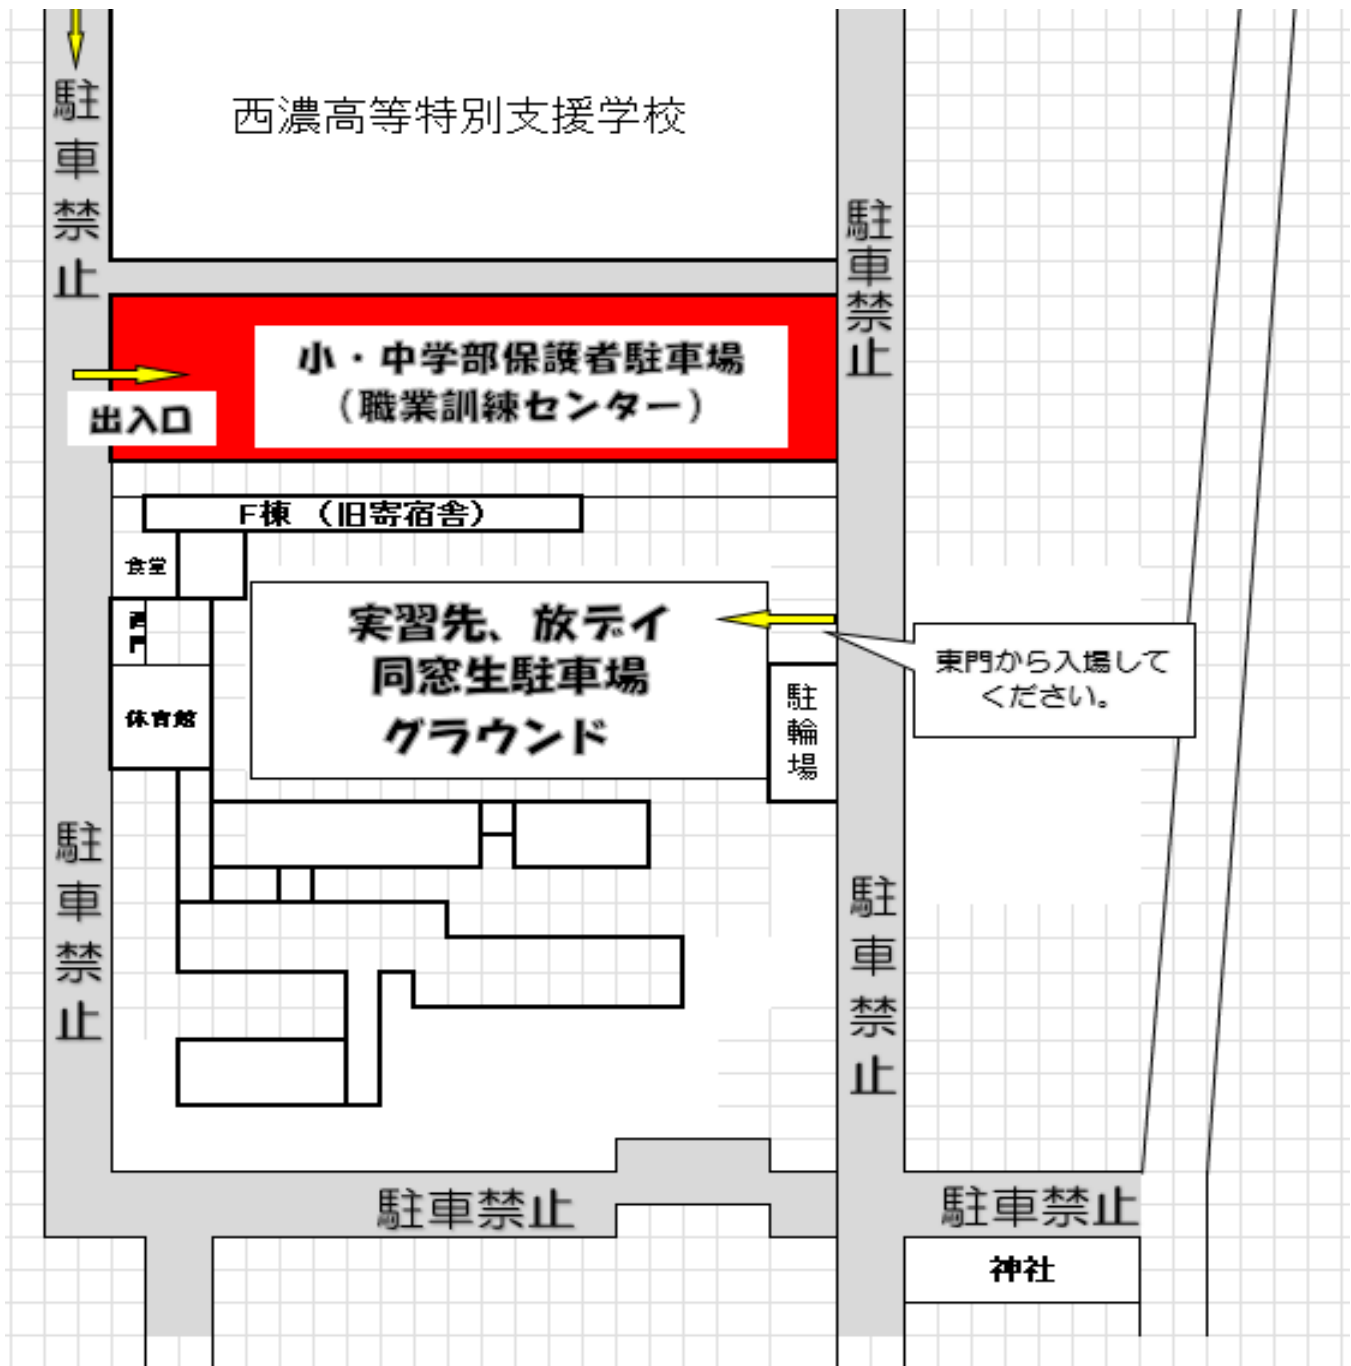 西濃高等特別支援学校
駐車禁止
駐車禁止
小・中学部保護者駐車場
（職業訓練センター）
出入口
F棟（旧寄宿舎）
食堂
実習先、放デイ
同窓生駐車場
グラウンド
東門から入場して
ください。
駐輪場
体育館
駐車禁止
駐車禁止
駐車禁止
駐車禁止
神社